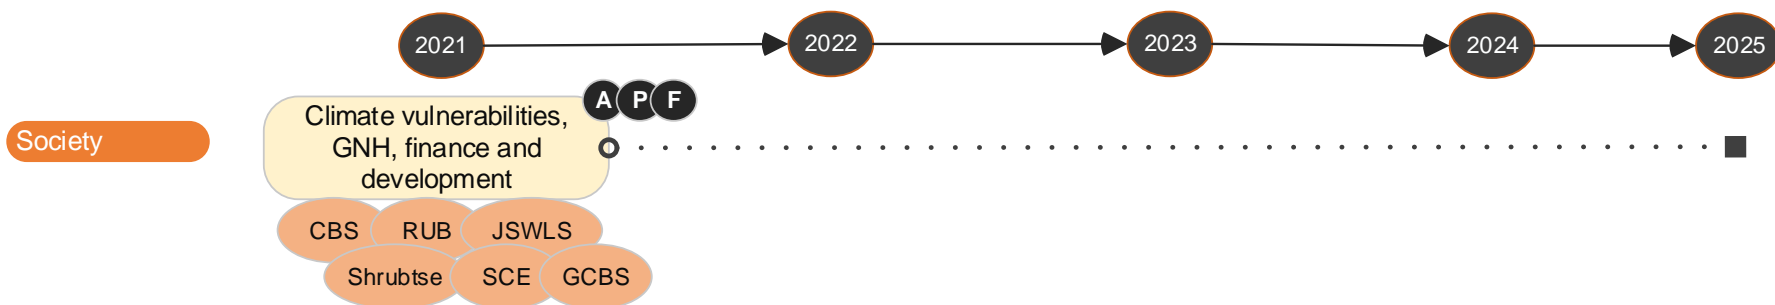 2021 2022 2023 2024 2025
A P F
Society
Climate vulnerabilities,
GNH, finance and
development
CBS RUB JSWLS
Shrubtse SCE GCBS